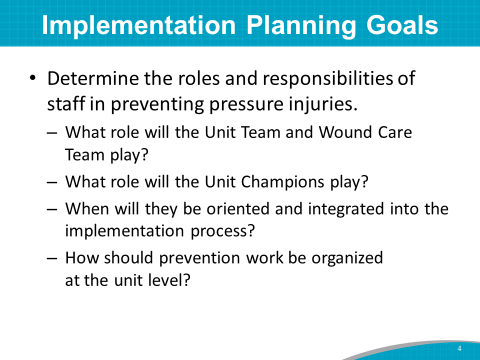 Implementation Planning Goals
• Determine the roles and responsibilities of
staff in preventing pressure injuries.
– What role will the Unit Team and Wound Care
Team play?
– What role will the Unit Champions play?
– When will they be oriented and integrated into the
implementation process?
– How should prevention work be organized
at the unit level?
4